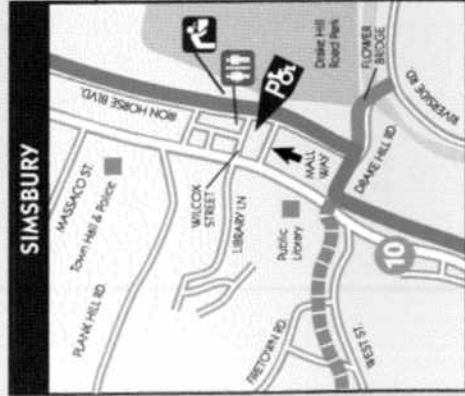 SIMSBURY
MASSACO ST.
Town Hall & Police
IRON HORSE BLVD.
PLANK HILL RD.
WILCOX
STREET
LIBRARY LN
P
MALL
WAY
Public
Library
Drake Hill
Road Park
FLOWER
BRIDGE
DRAKE HILL RD.
RIVERSIDE RD.
FIRETOWN RD.
WEST ST.
10